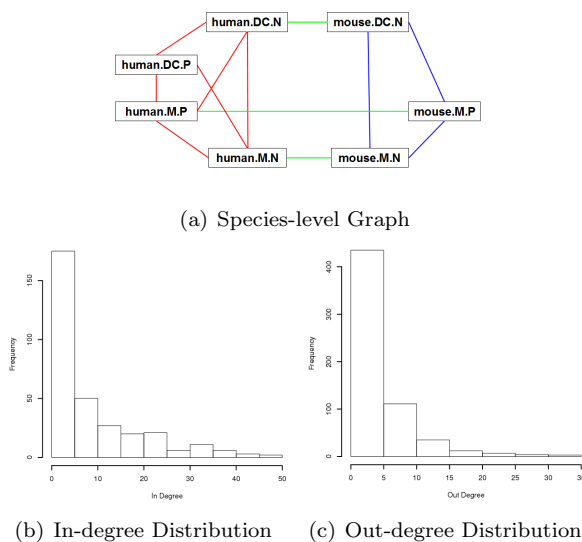 human.DC.N mouse.DC.N
human.DC.P
human.M.P mouse.M.P
human.M.N mouse.M.N
(a) Species-level Graph
Frequency
0 50 100 150
0 10 20 30 40 50
In Degree
(b) In-degree Distribution
Frequency
0 100 200 300 400
0 5 10 15 20 25 30 35
Out Degree
(c) Out-degree Distribution